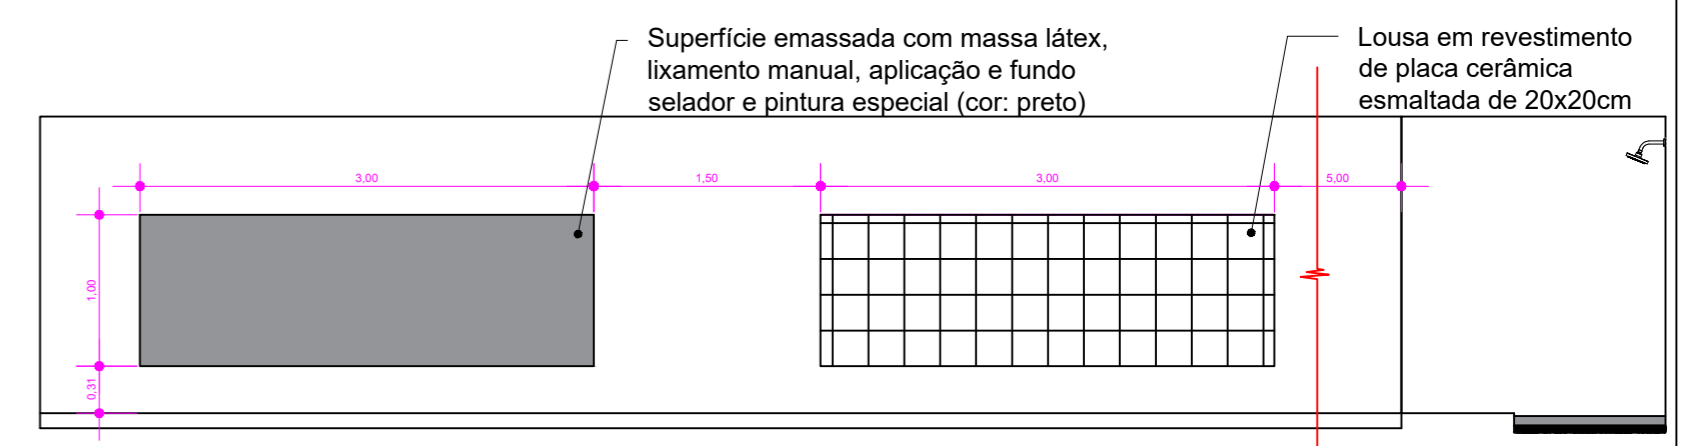 Superfície emassada com massa látex,
lixamento manual, aplicação e fundo
selador e pintura especial (cor: preto)
Lousa em revestimento
de placa cerâmica
esmaltada de 20x20cm
3,00
1,50
3,00
5,00
1,00
0,31